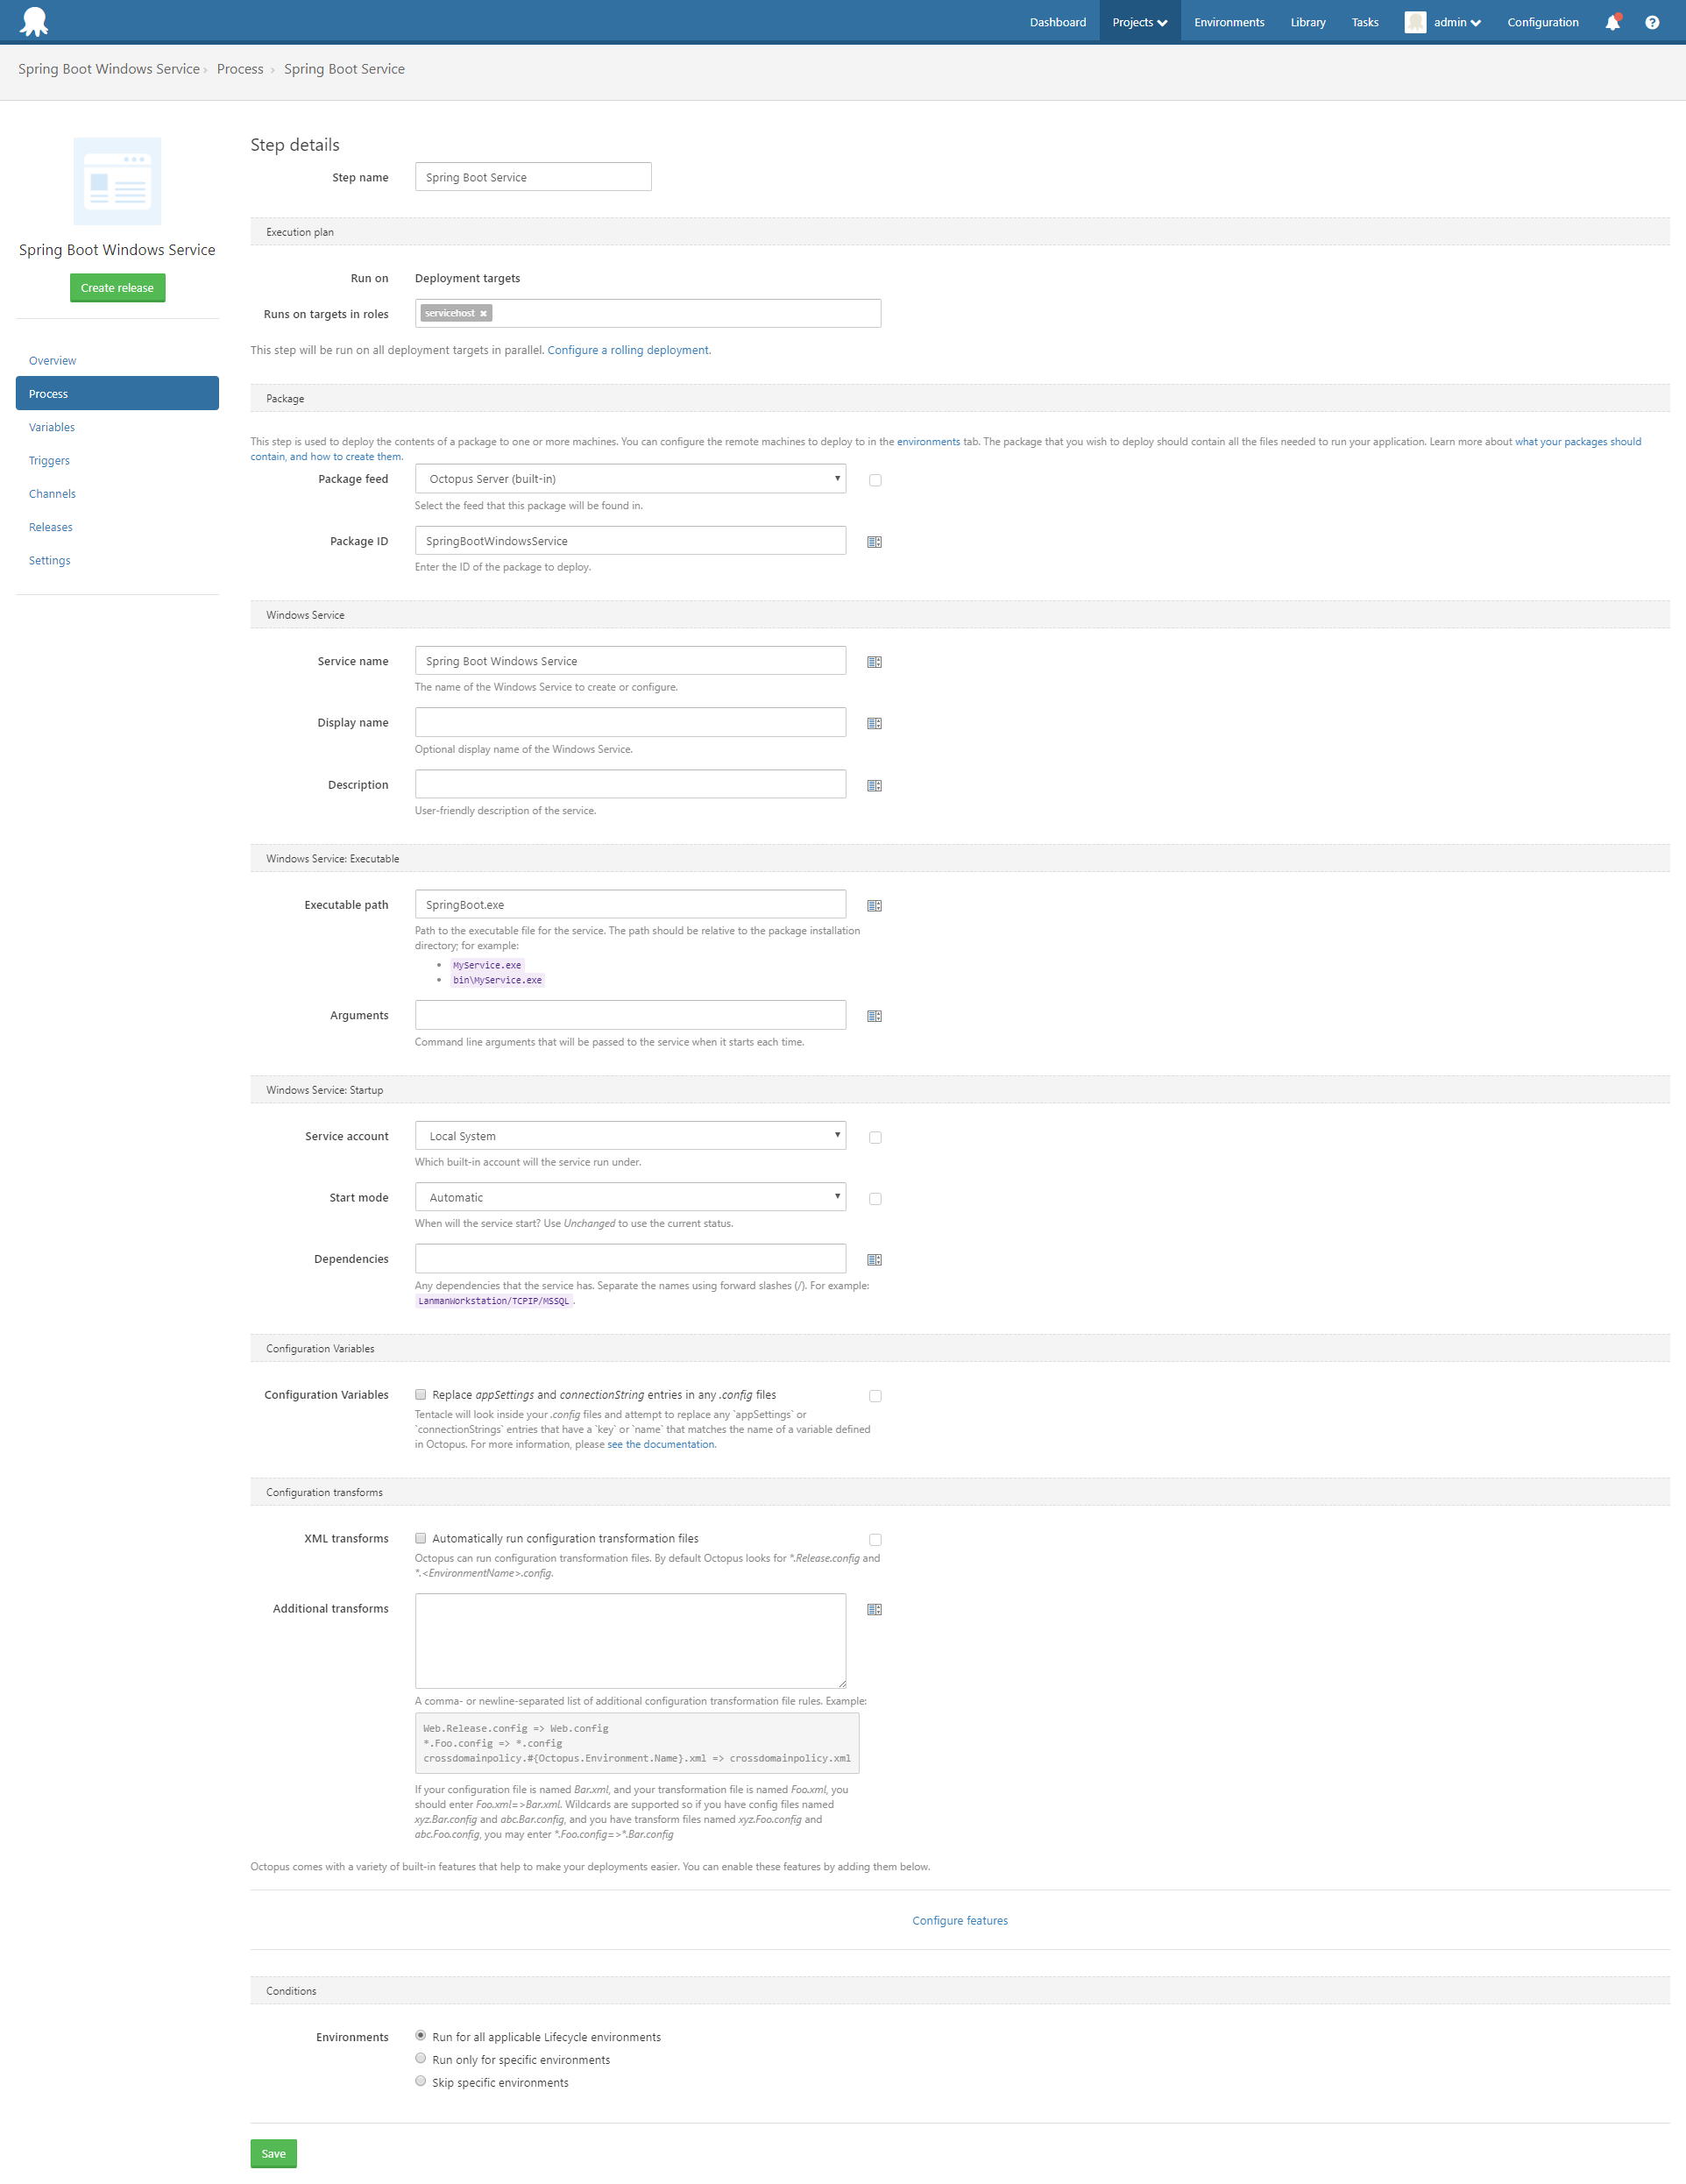 Dashboard Projects Environments Library Tasks admin Configuration
Spring Boot Windows Service › Process › Spring Boot Service
Spring Boot Windows Service
Create release
Overview
Process
Variables
Triggers
Channels
Releases
Settings
Step details
Step name Spring Boot Service
Execution plan
Run on Deployment targets
Runs on targets in roles servicehost ×
This step will be run on all deployment targets in parallel. Configure a rolling deployment.
Package
This step is used to deploy the contents of a package to one or more machines. You can configure the remote machines to deploy to in the environments tab. The package that you wish to deploy should contain all the files needed to run your application. Learn more about what your packages should
contain, and how to create them.
Package feed Octopus Server (built-in)
Select the feed that this package will be found in.
Package ID SpringBootWindowsService
Enter the ID of the package to deploy.
Windows Service
Service name Spring Boot Windows Service
The name of the Windows Service to create or configure.
Display name
Optional display name of the Windows Service.
Description
User-friendly description of the service.
Windows Service: Executable
Executable path SpringBoot.exe
Path to the executable file for the service. The path should be relative to the package installation
directory; for example:
• MyService.exe
• bin\MyService.exe
Arguments
Command line arguments that will be passed to the service when it starts each time.
Windows Service: Startup
Service account Local System
Which built-in account will the service run under.
Start mode Automatic
When will the service start? Use Unchanged to use the current status.
Dependencies
Any dependencies that the service has. Separate the names using forward slashes (/). For example:
LanmanWorkstation/TCPIP/MSSQL.
Configuration Variables
Configuration Variables Replace appSettings and connectionString entries in any .config files
Tentacle will look inside your .config files and attempt to replace any `appSettings` or
`connectionStrings` entries that have a `key` or `name` that matches the name of a variable defined
in Octopus. For more information, please see the documentation.
Configuration transforms
XML transforms Automatically run configuration transformation files
Octopus can run configuration transformation files. By default Octopus looks for *.Release.config and
*.<EnvironmentName>.config.
Additional transforms
A comma- or newline-separated list of additional configuration transformation file rules. Example:
Web.Release.config => Web.config
*.Foo.config => *.config
crossdomainpolicy.#{Octopus.Environment.Name}.xml => crossdomainpolicy.xml
If your configuration file is named Bar.xml, and your transformation file is named Foo.xml, you
should enter Foo.xml=>Bar.xml. Wildcards are supported so if you have config files named
xyz.Bar.config and abc.Bar.config, and you have transform files named xyz.Foo.config and
abc.Foo.config, you may enter *.Foo.config=>*.Bar.config
Octopus comes with a variety of built-in features that help to make your deployments easier. You can enable these features by adding them below.
Configure features
Conditions
Environments Run for all applicable Lifecycle environments
Run only for specific environments
Skip specific environments
Save